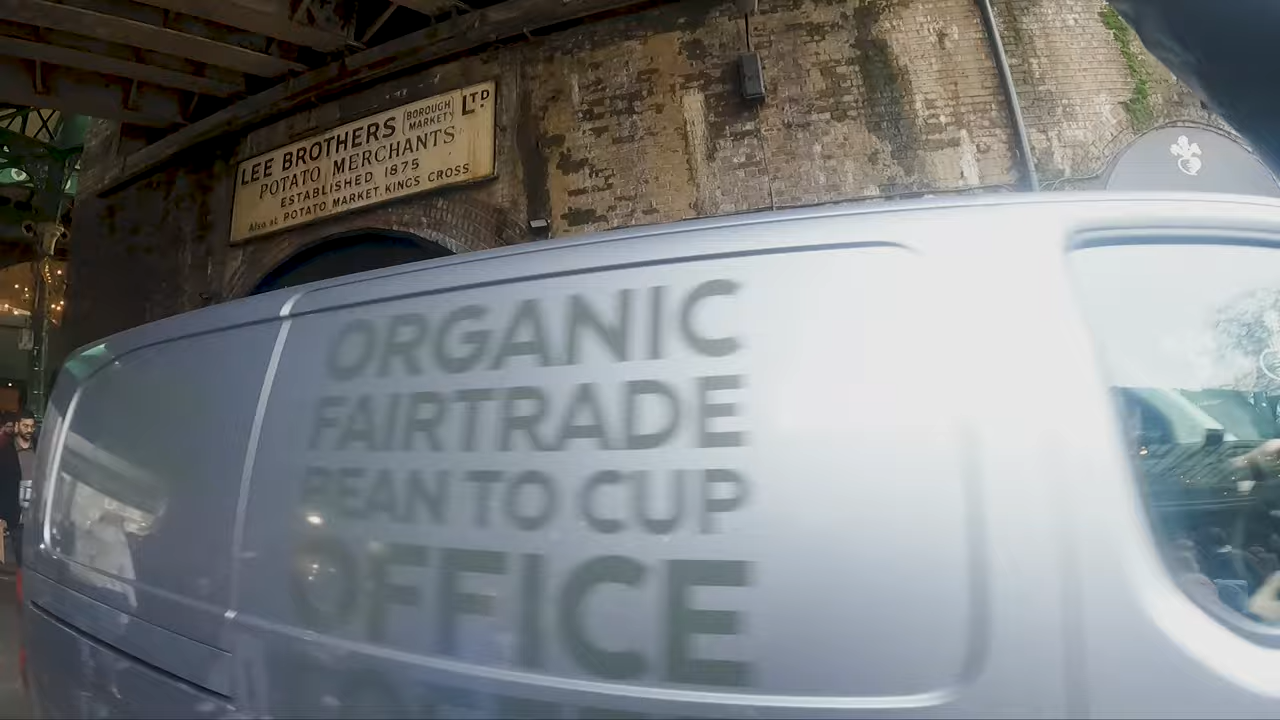 LEE BROTHERS (BOROUGH MARKET) LTD
POTATO MERCHANTS
ESTABLISHED 1875
Also at POTATO MARKET, KINGS CROSS
ORGANIC
FAIRTRADE
BEAN TO CUP
OFFICE